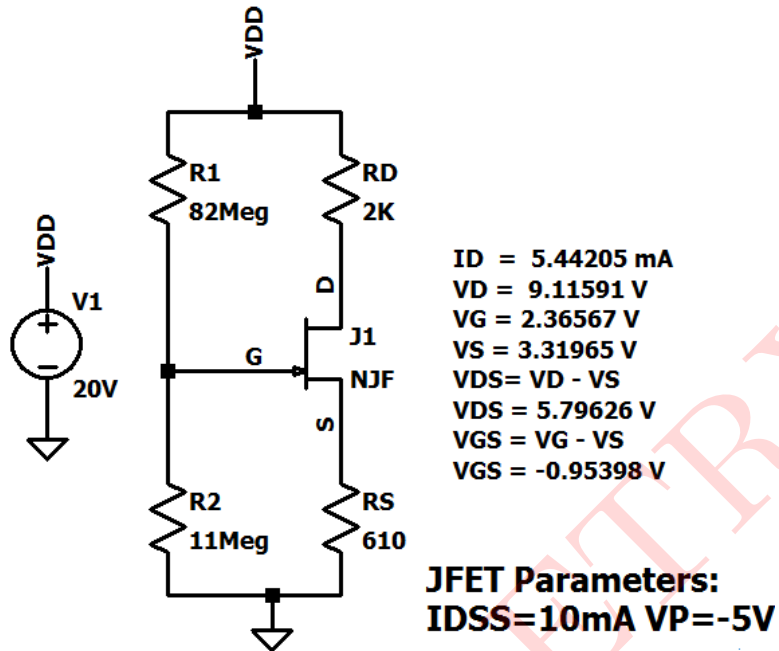 VDD
R1
82Meg
RD
2K
VDD
V1
20V
D
J1
G
NJF
S
R2
11Meg
RS
610
ID = 5.44205 mA
VD = 9.11591 V
VG = 2.36567 V
VS = 3.31965 V
VDS= VD - VS
VDS = 5.79626 V
VGS = VG - VS
VGS = -0.95398 V
JFET Parameters:
IDSS=10mA VP=-5V
ETR